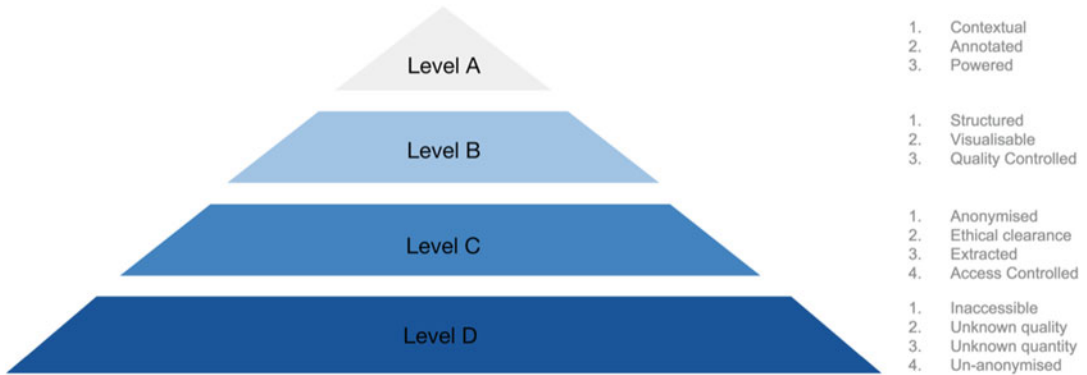 Level A
1. Contextual
2. Annotated
3. Powered
Level B
1. Structured
2. Visualisable
3. Quality Controlled
Level C
1. Anonymised
2. Ethical clearance
3. Extracted
4. Access Controlled
Level D
1. Inaccessible
2. Unknown quality
3. Unknown quantity
4. Un-anonymised